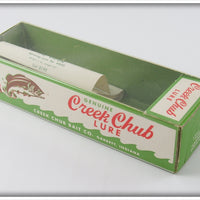 GENUINE
Creek Chub
LURE
CREEK CHUB BAIT CO. GARRETT, INDIANA
Creek Chub
LURE